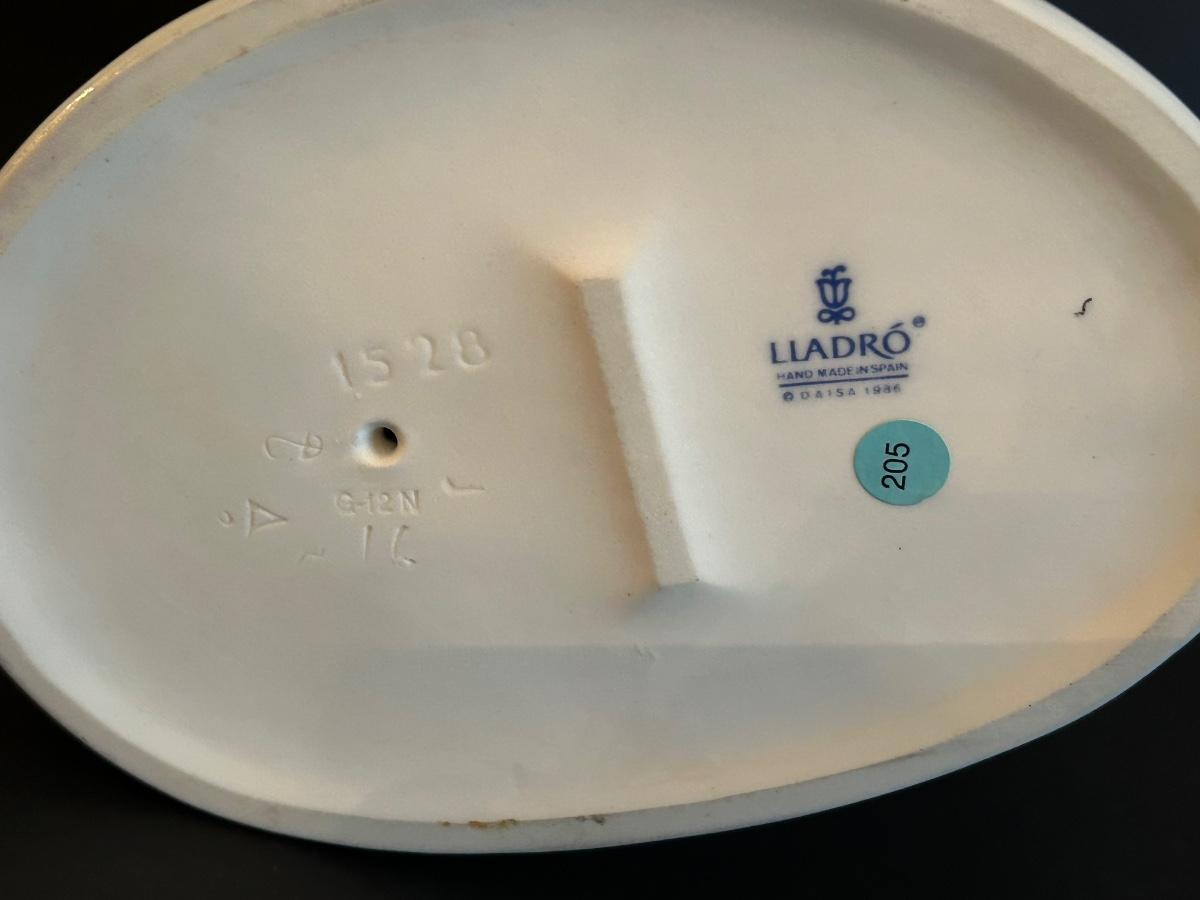 1528
G-12N
16
LLADRÓ®
HAND MADE IN SPAIN
© DAISA 1986
205